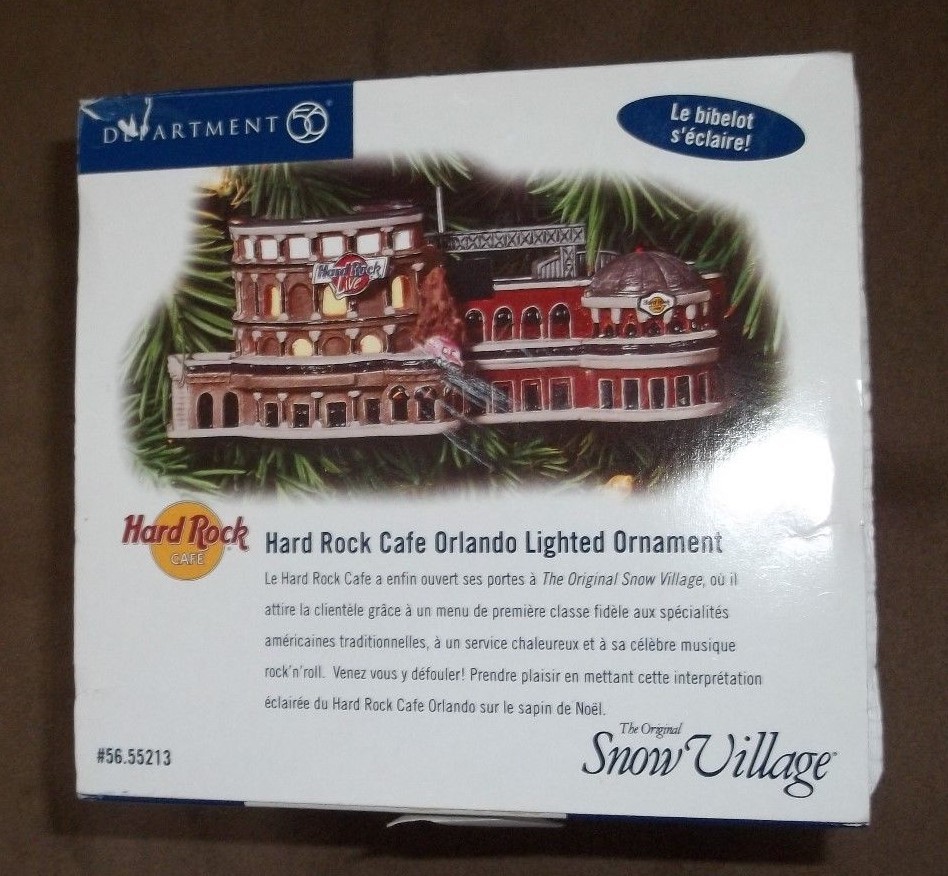 DEPARTMENT 56®
Le bibelot
s'éclaire!
Hard Rock
Live
Hard Rock
Hard Rock
CAFE
Hard Rock Cafe Orlando Lighted Ornament
Le Hard Rock Cafe a enfin ouvert ses portes à The Original Snow Village, où il
attire la clientèle grâce à un menu de première classe fidèle aux spécialités
américaines traditionnelles, à un service chaleureux et à sa célèbre musique
rock'n'roll. Venez vous y défouler! Prendre plaisir en mettant cette interprétation
éclairée du Hard Rock Cafe Orlando sur le sapin de Noël.
#56.55213
The Original
Snow Village™